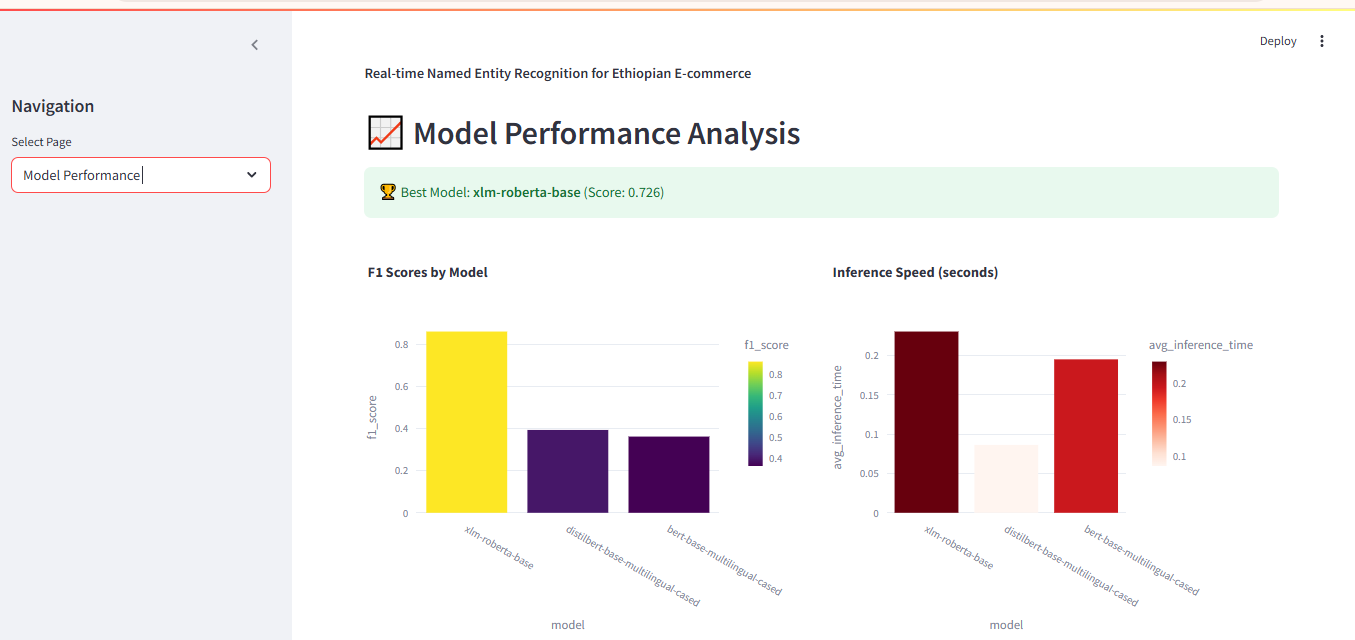 Deploy
Navigation
Select Page
Model Performance
Real-time Named Entity Recognition for Ethiopian E-commerce
Model Performance Analysis
Best Model: xlm-roberta-base (Score: 0.726)
F1 Scores by Model
f1_score
0.8
0.6
0.4
0.2
0
xlm-roberta-base
distilbert-base-multilingual-cased
bert-base-multilingual-cased
model
f1_score
0.8
0.7
0.6
0.5
0.4
Inference Speed (seconds)
avg_inference_time
0.2
0.15
0.1
0.05
0
xlm-roberta-base
distilbert-base-multilingual-cased
bert-base-multilingual-cased
model
avg_inference_time
0.2
0.15
0.1